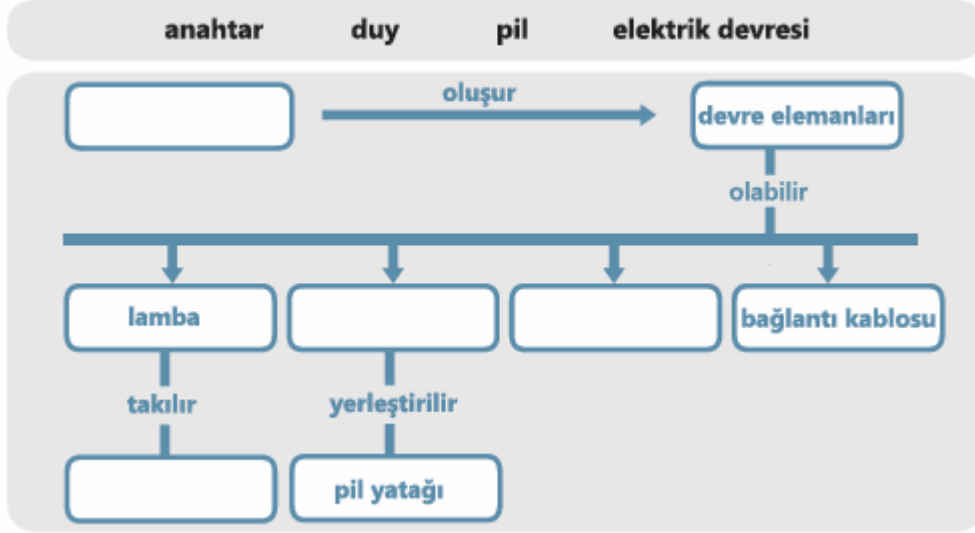 anahtar duy pil elektrik devresi
oluşur
devre elemanları
olabilir
lamba
bağlantı kablosu
takılır
yerleştirilir
pil yatağı